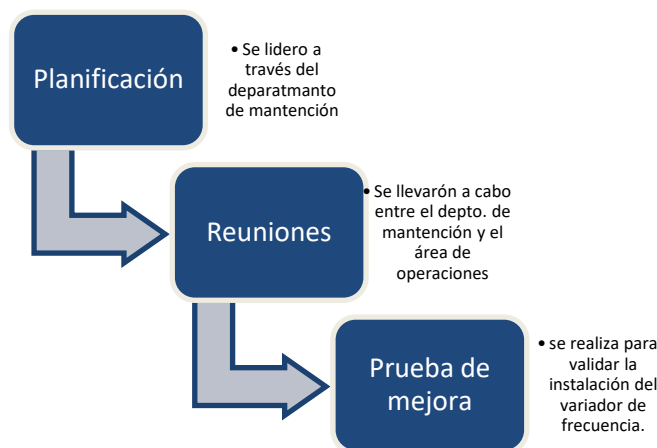 Planificación
• Se lidero a
través del
deparatmanto
de mantención
Reuniones
• Se llevarón a cabo
entre el depto. de
mantención y el
área de
operaciones
Prueba de
mejora
• se realiza para
validar la
instalación del
variador de
frecuencia.